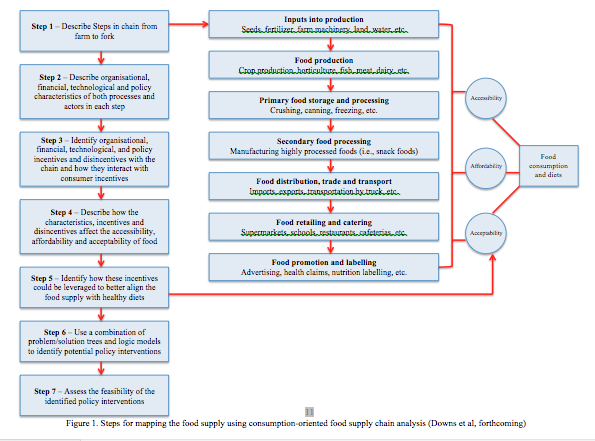 Step 1 – Describe Steps in chain from
farm to fork
Step 2 – Describe organisational,
financial, technological and policy
characteristics of both processes and
actors in each step
Step 3 – Identify organisational,
financial, technological, and policy
incentives and disincentives with the
chain and how they interact with
consumer incentives
Step 4 – Describe how the
characteristics, incentives and
disincentives affect the accessibility,
affordability and acceptability of food
Step 5 – Identify how these incentives
could be leveraged to better align the
food supply with healthy diets
Step 6 – Use a combination of
problem/solution trees and logic models
to identify potential policy interventions
Step 7 – Assess the feasibility of the
identified policy interventions
Inputs into production
Seeds, fertilizer, farm machinery, land, water, etc.
Food production
Crop production, horticulture, fish, meat, dairy, etc.
Primary food storage and processing
Crushing, canning, freezing, etc.
Secondary food processing
Manufacturing highly processed foods (i.e., snack foods)
Food distribution, trade and transport
Imports, exports, transportation by truck, etc.
Food retailing and catering
Supermarkets, schools, restaurants, cafeterias, etc.
Food promotion and labelling
Advertising, health claims, nutrition labelling, etc.
Accessibility
Affordability
Acceptability
Food
consumption
and diets
11
Figure 1. Steps for mapping the food supply using consumption-oriented food supply chain analysis (Downs et al, forthcoming)